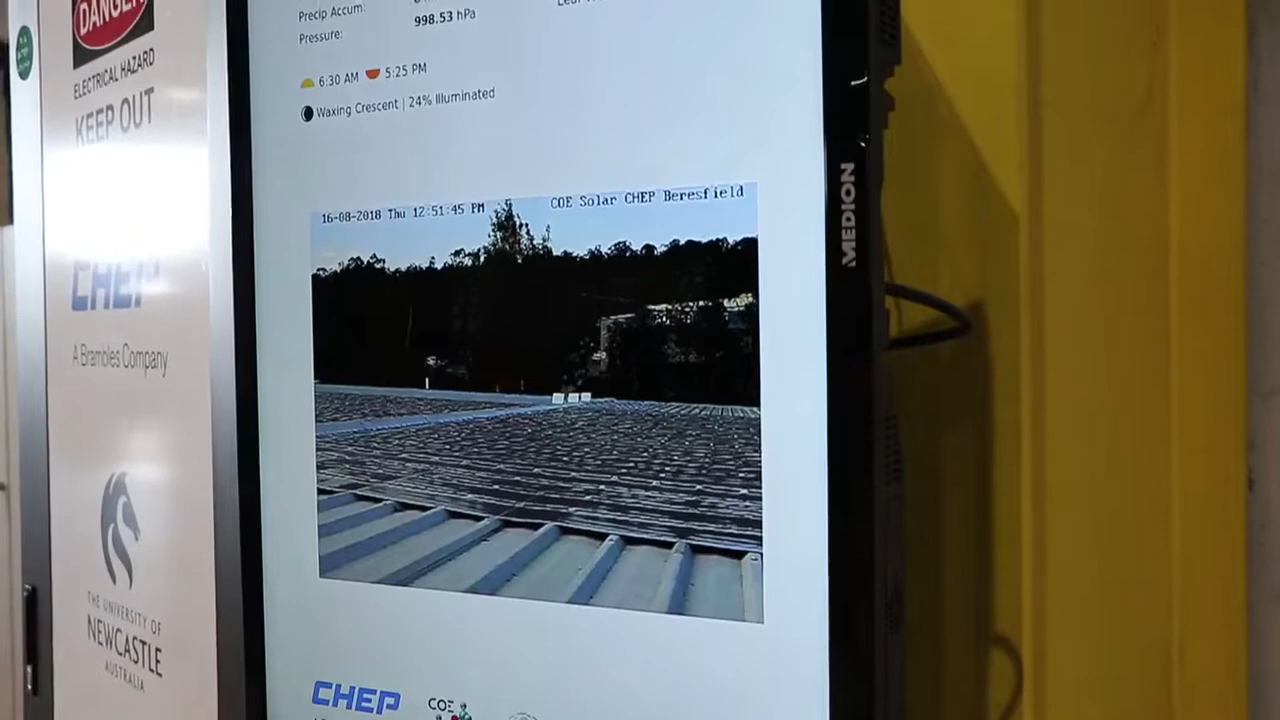 DANGER
ELECTRICAL HAZARD
KEEP OUT
CHEP
A Brambles Company
THE UNIVERSITY OF
NEWCASTLE
AUSTRALIA
Precip Accum:
998.53 hPa
Pressure:
6:30 AM 5:25 PM
Waxing Crescent | 24% Illuminated
16-08-2018 Thu 12:51:45 PM COE Solar CHEP Beresfield
CHEP
COE
MEDION